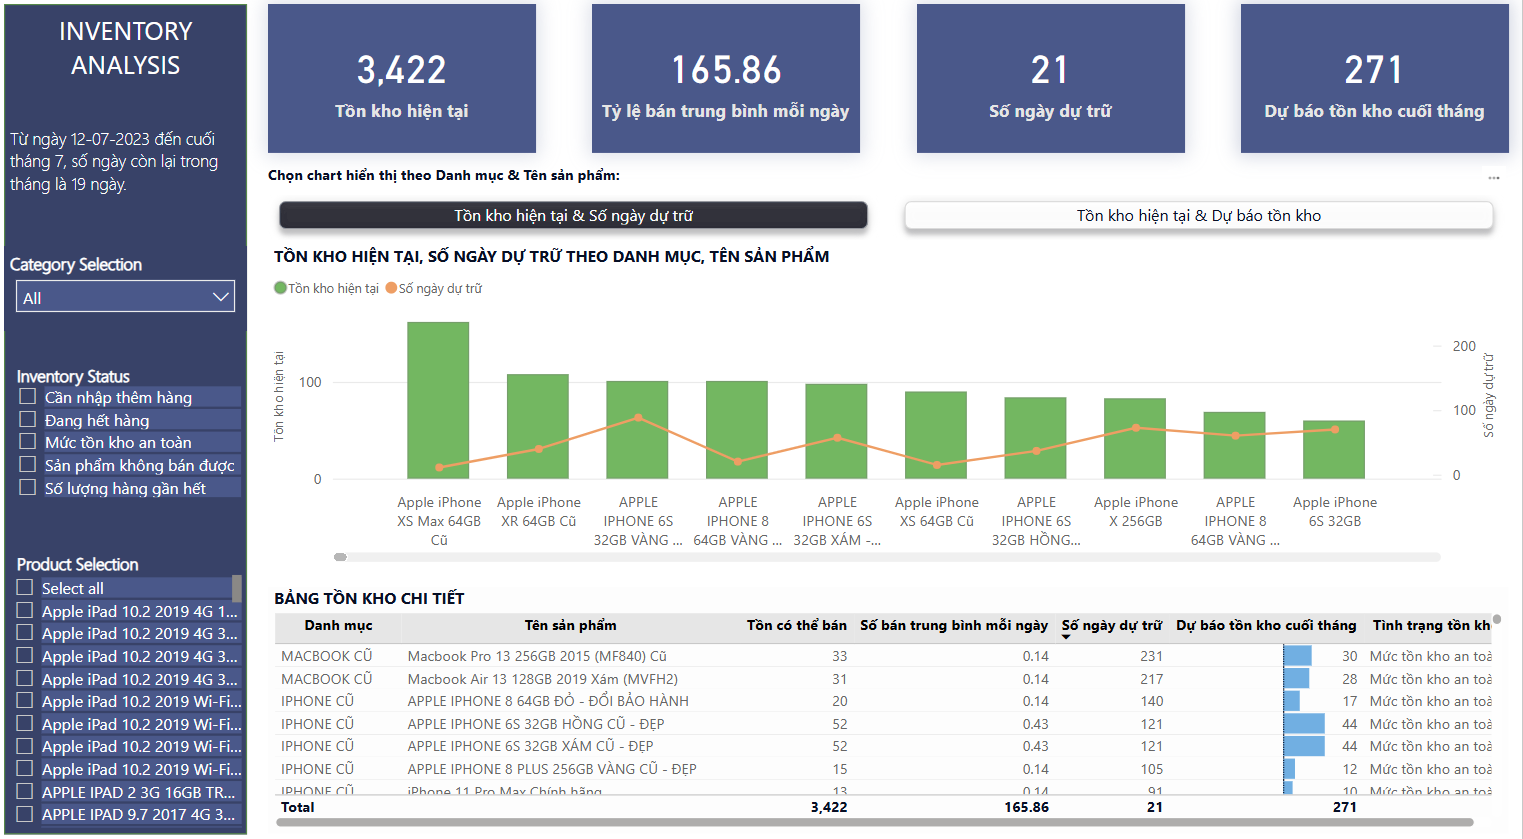 INVENTORY
ANALYSIS
Từ ngày 12-07-2023 đến cuối
tháng 7, số ngày còn lại trong
tháng là 19 ngày.
Category Selection
All
Inventory Status
Cần nhập thêm hàng
Đang hết hàng
Mức tồn kho an toàn
Sản phẩm không bán được
Số lượng hàng gần hết
Product Selection
Select all
Apple iPad 10.2 2019 4G 1...
Apple iPad 10.2 2019 4G 3...
Apple iPad 10.2 2019 4G 3...
Apple iPad 10.2 2019 4G 3...
Apple iPad 10.2 2019 Wi-Fi...
Apple iPad 10.2 2019 Wi-Fi...
Apple iPad 10.2 2019 Wi-Fi...
Apple iPad 10.2 2019 Wi-Fi...
APPLE IPAD 2 3G 16GB TR...
APPLE IPAD 9.7 2017 4G 3...
3,422
Tồn kho hiện tại
165.86
Tỷ lệ bán trung bình mỗi ngày
21
Số ngày dự trữ
271
Dự báo tồn kho cuối tháng
Chọn chart hiển thị theo Danh mục & Tên sản phẩm:
Tồn kho hiện tại & Số ngày dự trữ
Tồn kho hiện tại & Dự báo tồn kho
TỒN KHO HIỆN TẠI, SỐ NGÀY DỰ TRỮ THEO DANH MỤC, TÊN SẢN PHẨM
Tồn kho hiện tại Số ngày dự trữ
Tồn kho hiện tại
100
0
200
100
0
Số ngày dự trữ
Apple iPhone
XS Max 64GB
Cũ
Apple iPhone
XR 64GB Cũ
APPLE
IPHONE 6S
32GB VÀNG ...
APPLE
IPHONE 8
64GB VÀNG ...
APPLE
IPHONE 6S
32GB XÁM -...
Apple iPhone
XS 64GB Cũ
APPLE
IPHONE 6S
32GB HỒNG...
Apple iPhone
X 256GB
APPLE
IPHONE 8
64GB VÀNG ...
Apple iPhone
6S 32GB
BẢNG TỒN KHO CHI TIẾT
Danh mục Tên sản phẩm Tồn có thể bán Số bán trung bình mỗi ngày Số ngày dự trữ Dự báo tồn kho cuối tháng Tình trạng tồn kh
MACBOOK CŨ Macbook Pro 13 256GB 2015 (MF840) Cũ 33 0.14 231 30 Mức tồn kho an toà
MACBOOK CŨ Macbook Air 13 128GB 2019 Xám (MVFH2) 31 0.14 217 28 Mức tồn kho an toà
IPHONE CŨ APPLE IPHONE 8 64GB ĐỎ - ĐỔI BẢO HÀNH 20 0.14 140 17 Mức tồn kho an toà
IPHONE CŨ APPLE IPHONE 6S 32GB HỒNG CŨ - ĐẸP 52 0.43 121 44 Mức tồn kho an toà
IPHONE CŨ APPLE IPHONE 6S 32GB XÁM CŨ - ĐẸP 52 0.43 121 44 Mức tồn kho an toà
IPHONE CŨ APPLE IPHONE 8 PLUS 256GB VÀNG CŨ - ĐẸP 15 0.14 105 12 Mức tồn kho an toà
IPHONE CŨ iPhone 11 Pro Max Chính hãng 13 0.14 91 10 Mức tồn kho an toà
Total 3,422 165.86 21 271